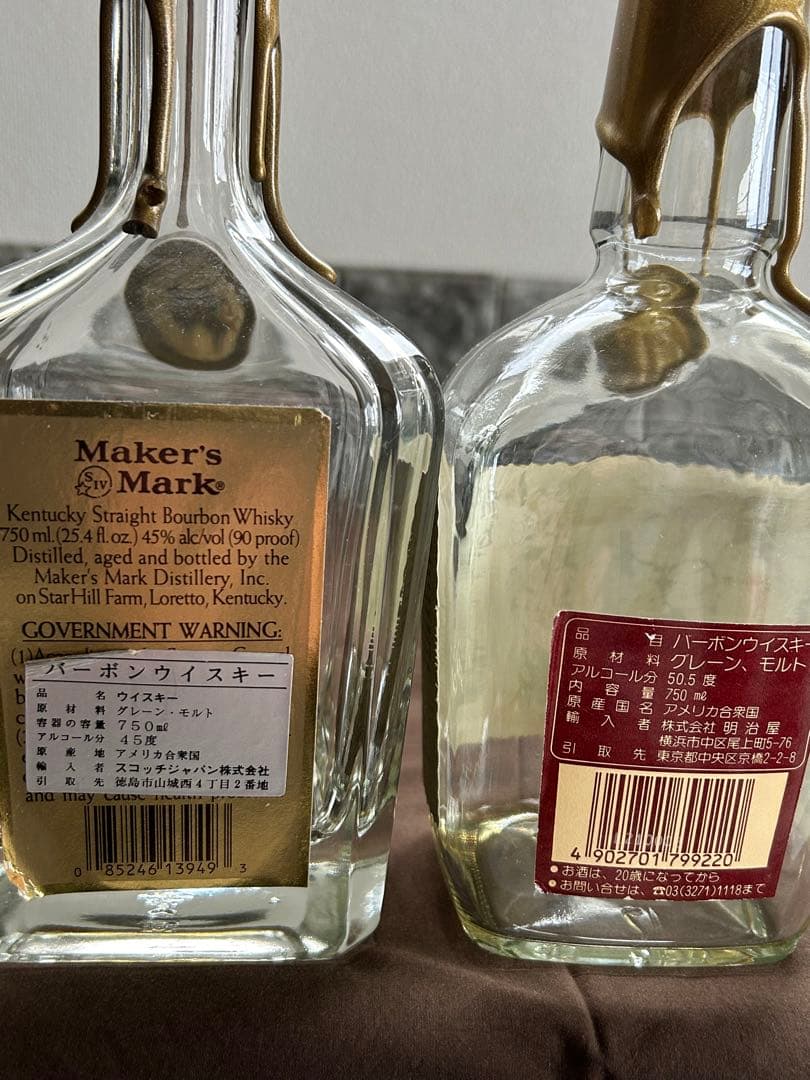 Maker's
SIV Mark®
Kentucky Straight Bourbon Whisky
750 ml.(25.4 fl. oz.) 45% alc/vol (90 proof)
Distilled, aged and bottled by the
Maker's Mark Distillery, Inc.
on Star Hill Farm, Loretto, Kentucky.
GOVERNMENT WARNING:
(1)
バーボンウイスキー
品 名 ウイスキー
原 材 料 グレーン・モルト
容器の容量 750㎖
アルコール分 45度
原 産 地 アメリカ合衆国
輸 入 者 スコッチジャパン株式会社
引 取 先 徳島市山城西4丁目2番地
and may cause health
0 85246 13949 3
品 目 バーボンウイスキー
原 材 料 グレーン、モルト
アルコール分 50.5度
内 容 量 750㎖
原産国名 アメリカ合衆国
輸 入 者 株式会社 明治屋
横浜市中区尾上町5-76
引 取 先 東京都中央区京橋2-2-8
4 902701 799220
●お酒は、20歳になってから
●お問い合せは、☎03(3271)1118まで